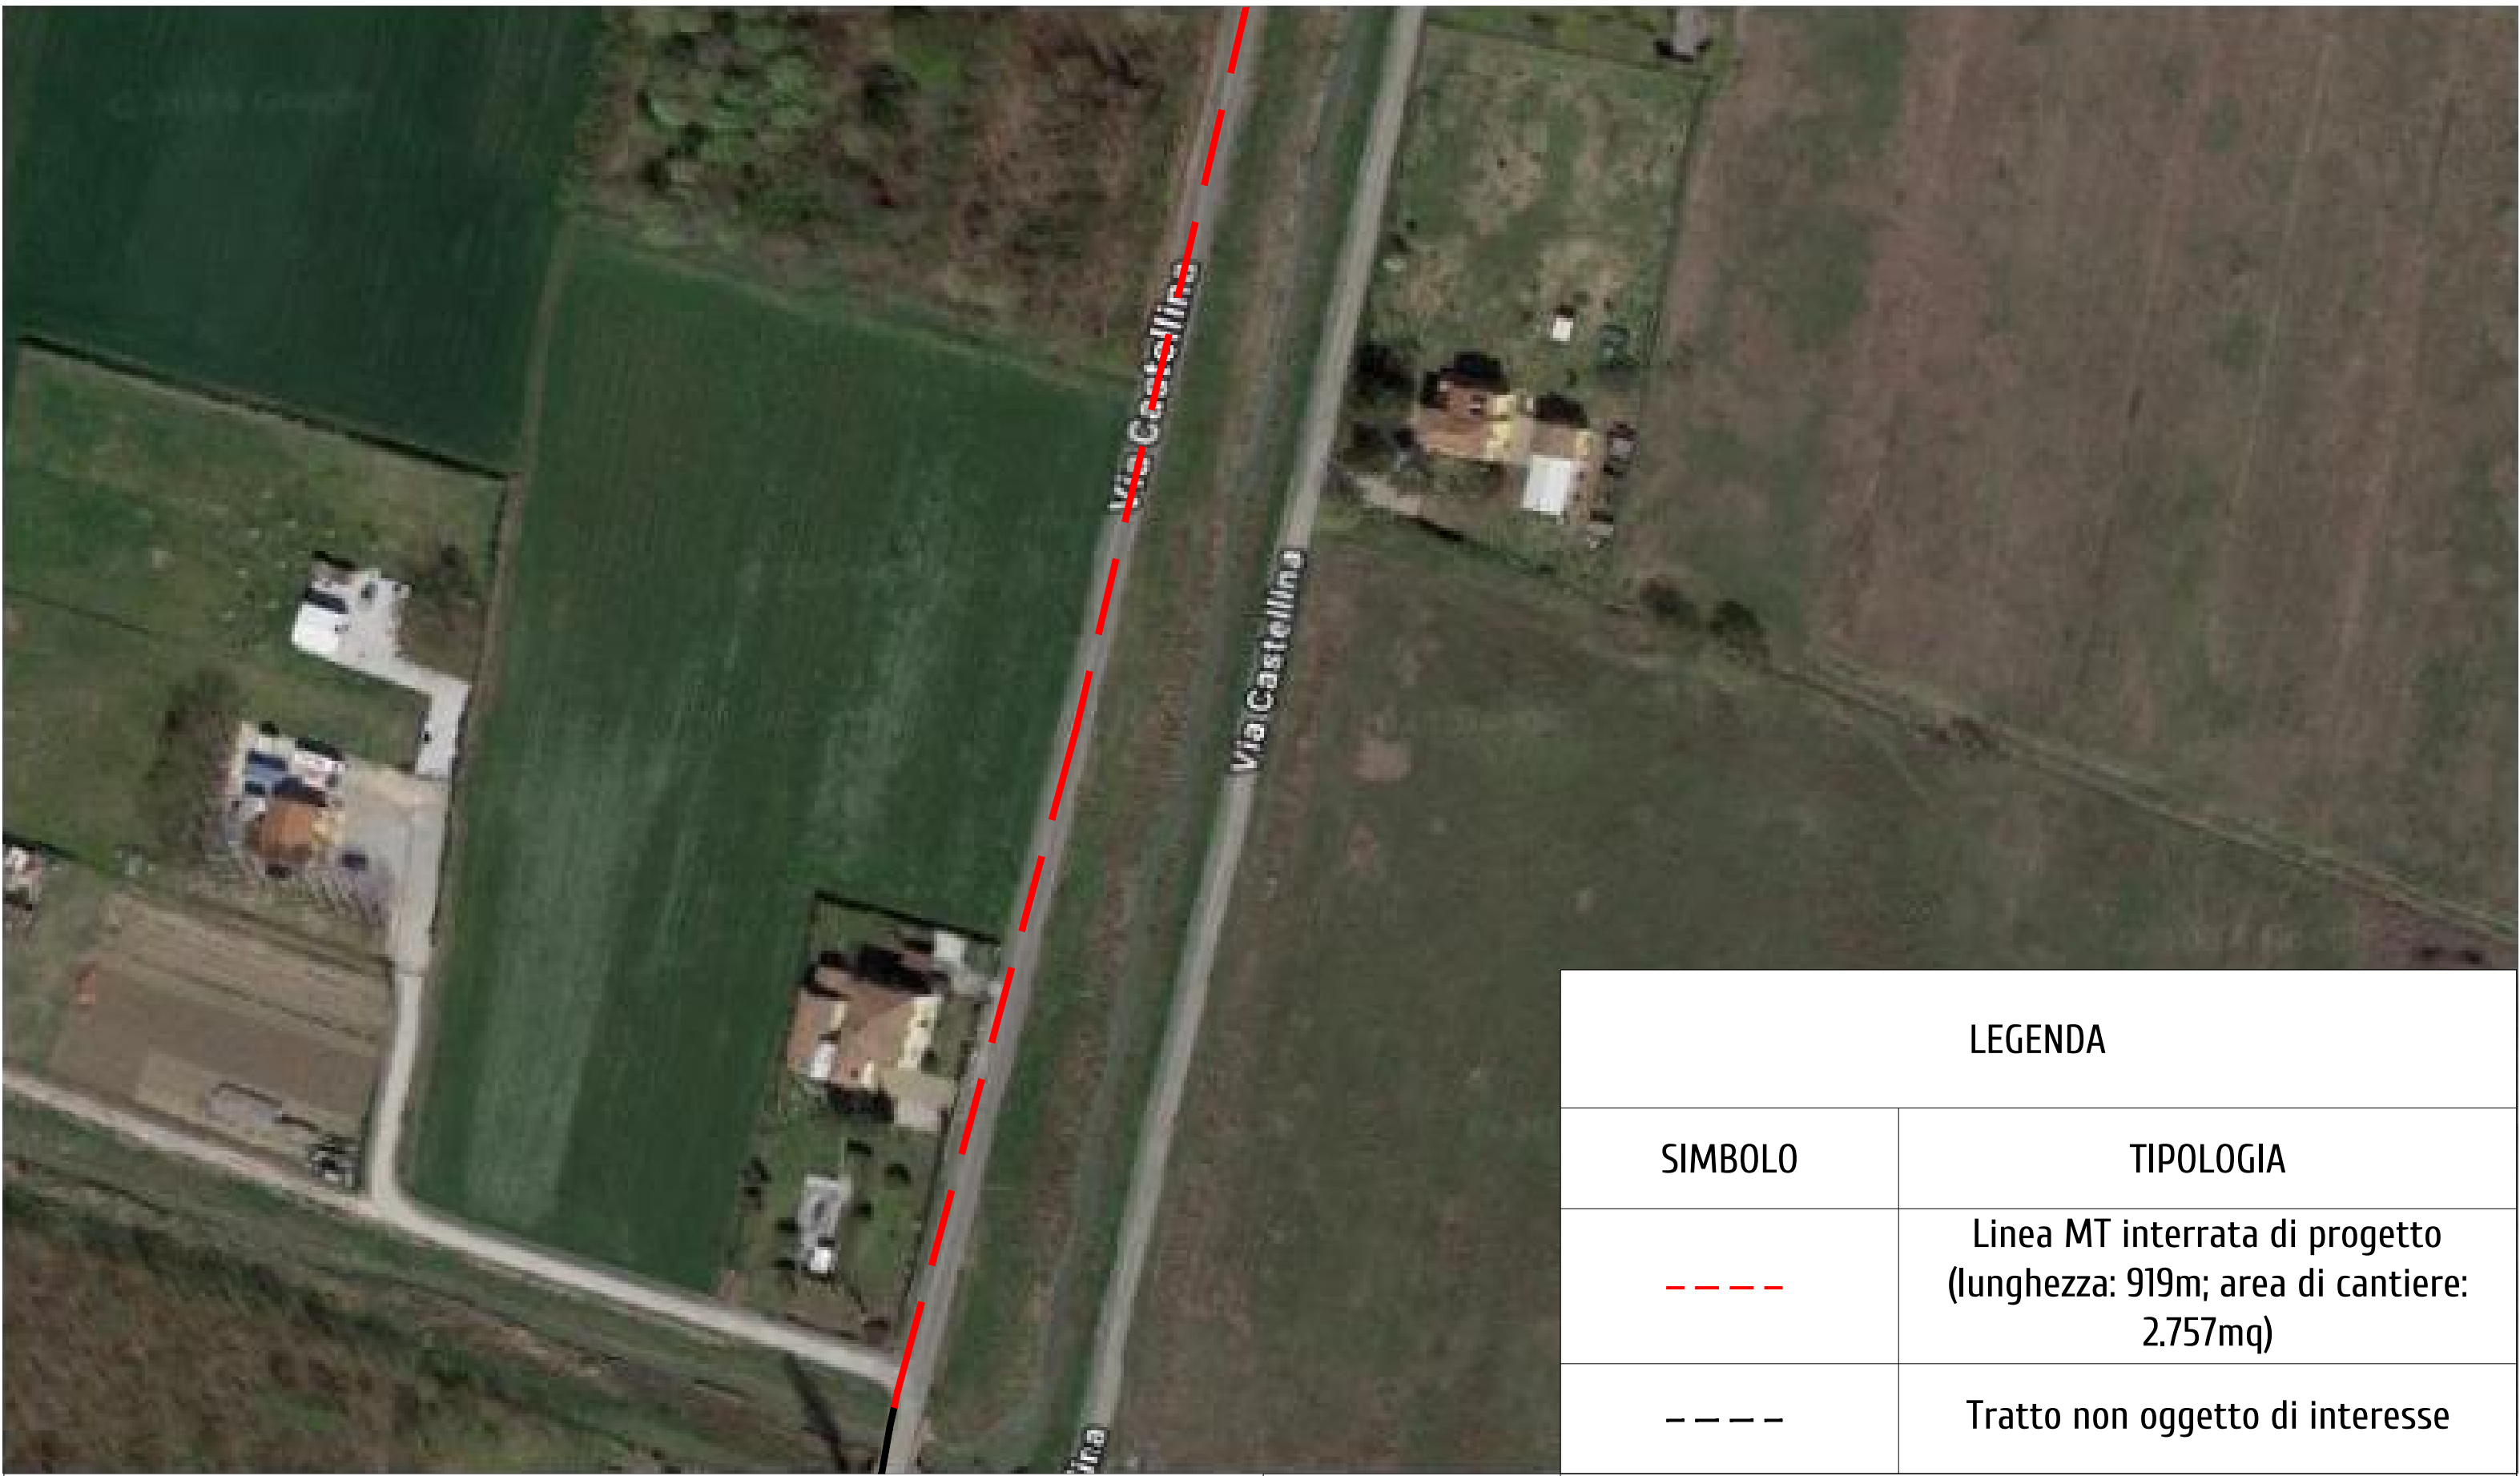 Via Castellina
Via Castellina
ina
LEGENDA
SIMBOLO
TIPOLOGIA
Linea MT interrata di progetto
(lunghezza: 919m; area di cantiere:
2.757mq)
Tratto non oggetto di interesse